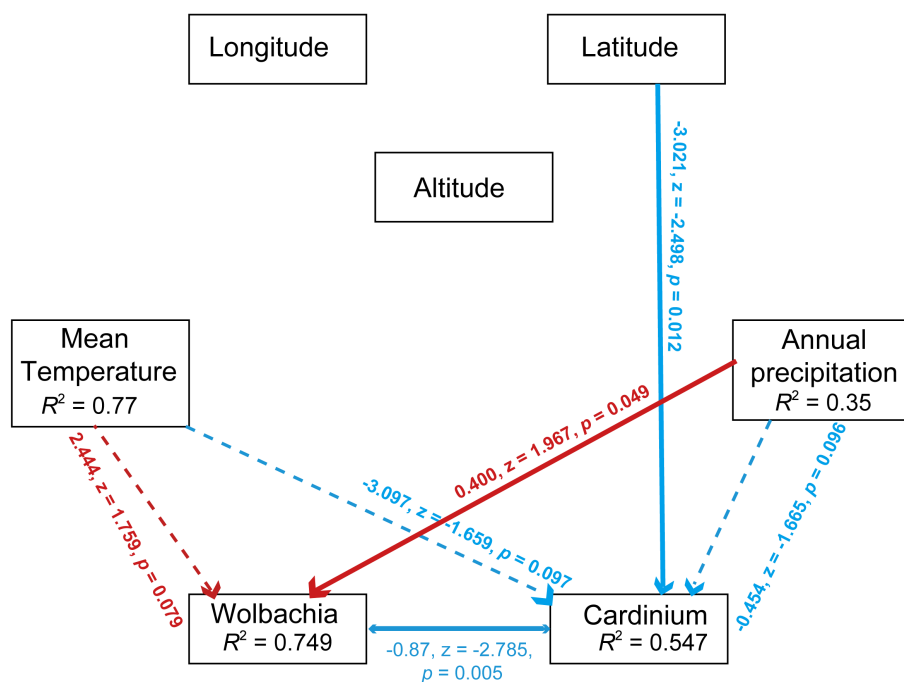 Longitude
Latitude
Altitude
-3.021, z = -2.498, p = 0.012
Mean
Temperature
R² = 0.77
Annual
precipitation
R² = 0.35
0.400, z = 1.967, p = 0.049
2.444, z = 1.759, p = 0.079
-3.097, z = -1.659, p = 0.097
-0.454, z = -1.665, p = 0.096
Wolbachia
R² = 0.749
Cardinium
R² = 0.547
-0.87, z = -2.785,
p = 0.005